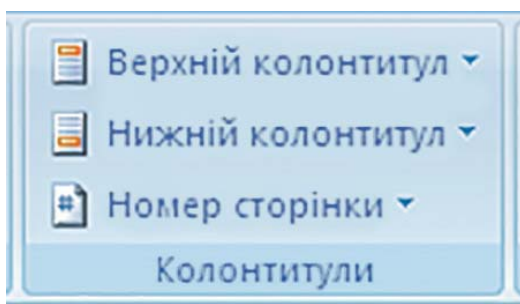 Верхній колонтитул
Нижній колонтитул
Номер сторінки
Колонтитули